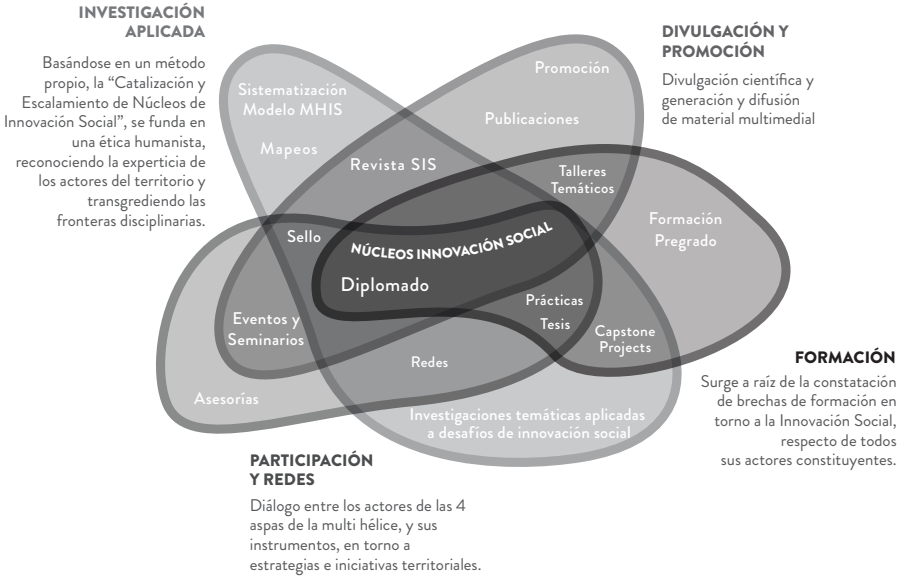 INVESTIGACIÓN
APLICADA
Basándose en un método
propio, la “Catalización y
Escalamiento de Núcleos de
Innovación Social”, se funda en
una ética humanista,
reconociendo la experticia de
los actores del territorio y
transgrediendo las
fronteras disciplinarias.
DIVULGACIÓN Y
PROMOCIÓN
Divulgación científica y
generación y difusión
de material multimedial
Sistematización
Modelo MHIS
Mapeos
Promoción
Publicaciones
Revista SIS
Talleres
Temáticos
Formación
Pregrado
Sello
NÚCLEOS INNOVACIÓN SOCIAL
Diplomado
Prácticas
Tesis
Eventos y
Seminarios
Capstone
Projects
Redes
Asesorías
Investigaciones temáticas aplicadas
a desafíos de innovación social
FORMACIÓN
Surge a raíz de la constatación
de brechas de formación en
torno a la Innovación Social,
respecto de todos
sus actores constituyentes.
PARTICIPACIÓN
Y REDES
Diálogo entre los actores de las 4
aspas de la multi hélice, y sus
instrumentos, en torno a
estrategias e iniciativas territoriales.